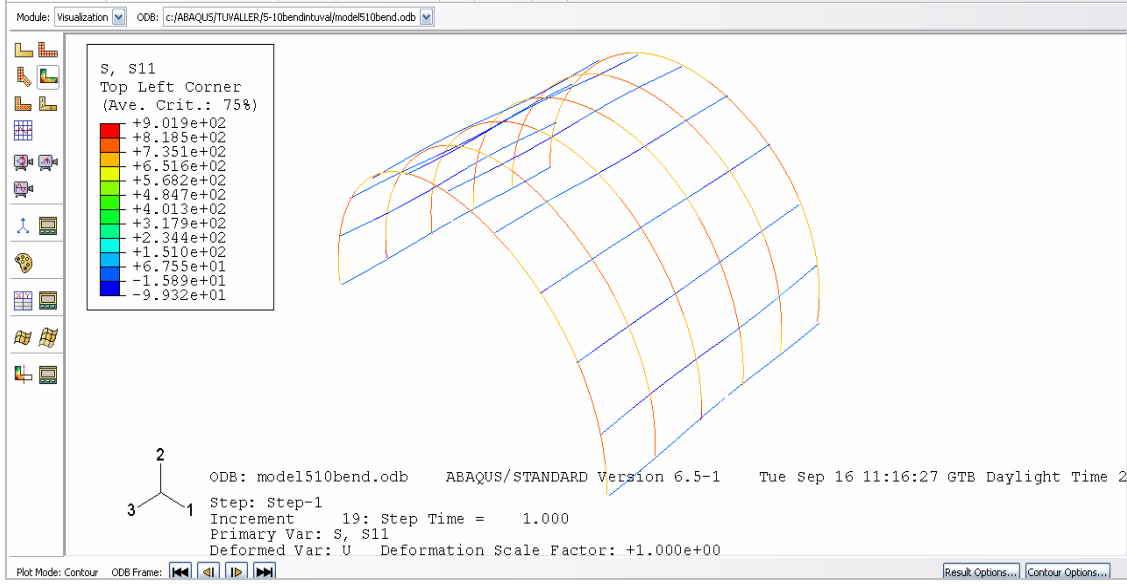 Module: Visualization ODB: c:/ABAQUS/TUVALLER/5-10bendintuval/model510bend.odb
S, S11
Top Left Corner
(Ave. Crit.: 75%)
+9.019e+02
+8.185e+02
+7.351e+02
+6.516e+02
+5.682e+02
+4.847e+02
+4.013e+02
+3.179e+02
+2.344e+02
+1.510e+02
+6.755e+01
-1.589e+01
-9.932e+01
2
3
1
ODB: model510bend.odb ABAQUS/STANDARD Version 6.5-1 Tue Sep 16 11:16:27 GTB Daylight Time 2
Step: Step-1
Increment 19: Step Time = 1.000
Primary Var: S, S11
Deformed Var: U Deformation Scale Factor: +1.000e+00
Plot Mode: Contour ODB Frame: Result Options... Contour Options...